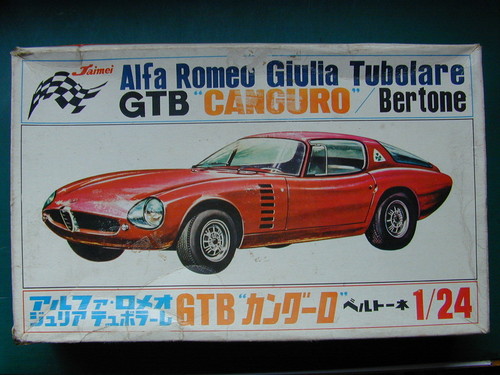 Taimei
Alfa Romeo Giulia Tubolare
GTB "CANGURO"/Bertone
アルファ・ロメオ
ジュリア テュボラーレ
GTB "カングーロ" ベルトーネ 1/24